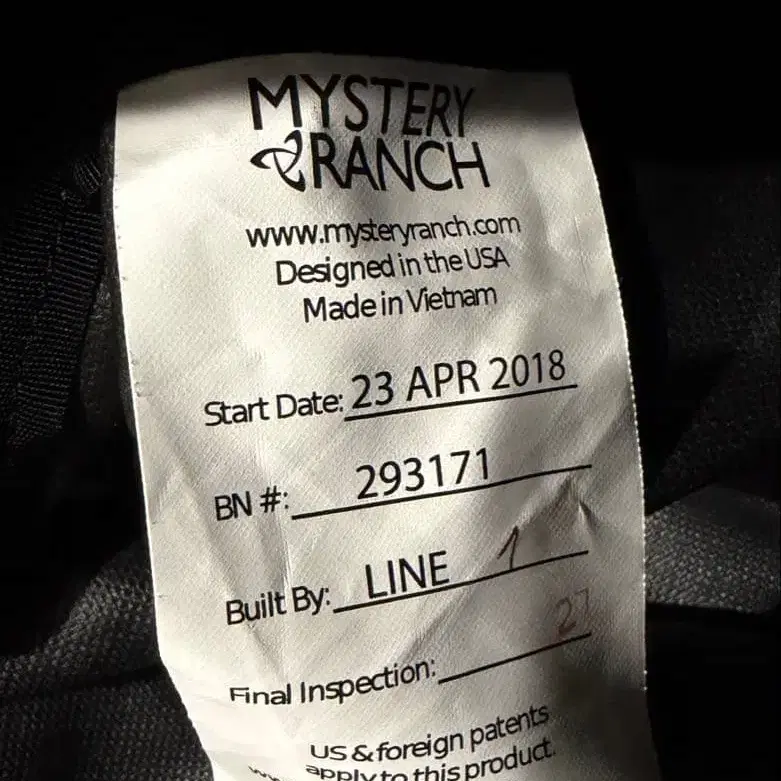 MYSTERY
RANCH
www.mysteryranch.com
Designed in the USA
Made in Vietnam
Start Date: 23 APR 2018
BN #: 293171
Built By: LINE 1
Final Inspection: 27
US & foreign patents
apply to this product.